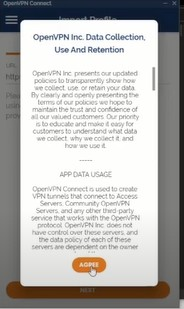 OpenVPN Connect
Import Profile
URL
OpenVPN Inc. Data Collection,
Use And Retention
OpenVPN Inc. presents our updated
policies to transparently show how
we collect, use, or retain your data.
By clearly and openly presenting the
terms of our policies we hope to
maintain the trust and confidence of
all our valued customers. Our priority
is to educate and make it easy for
customers to understand what data
we collect, why we collect it, and
how we use it.
-----
APP DATA USAGE
OpenVPN Connect is used to create
VPN tunnels that connect to Access
Servers, Community OpenVPN
Servers, and any other third-party
service that works with the OpenVPN
protocol. OpenVPN Inc. does not
have control over these servers, and
the data policy of each of these
servers are dependent on the owner
AGREE
NEXT